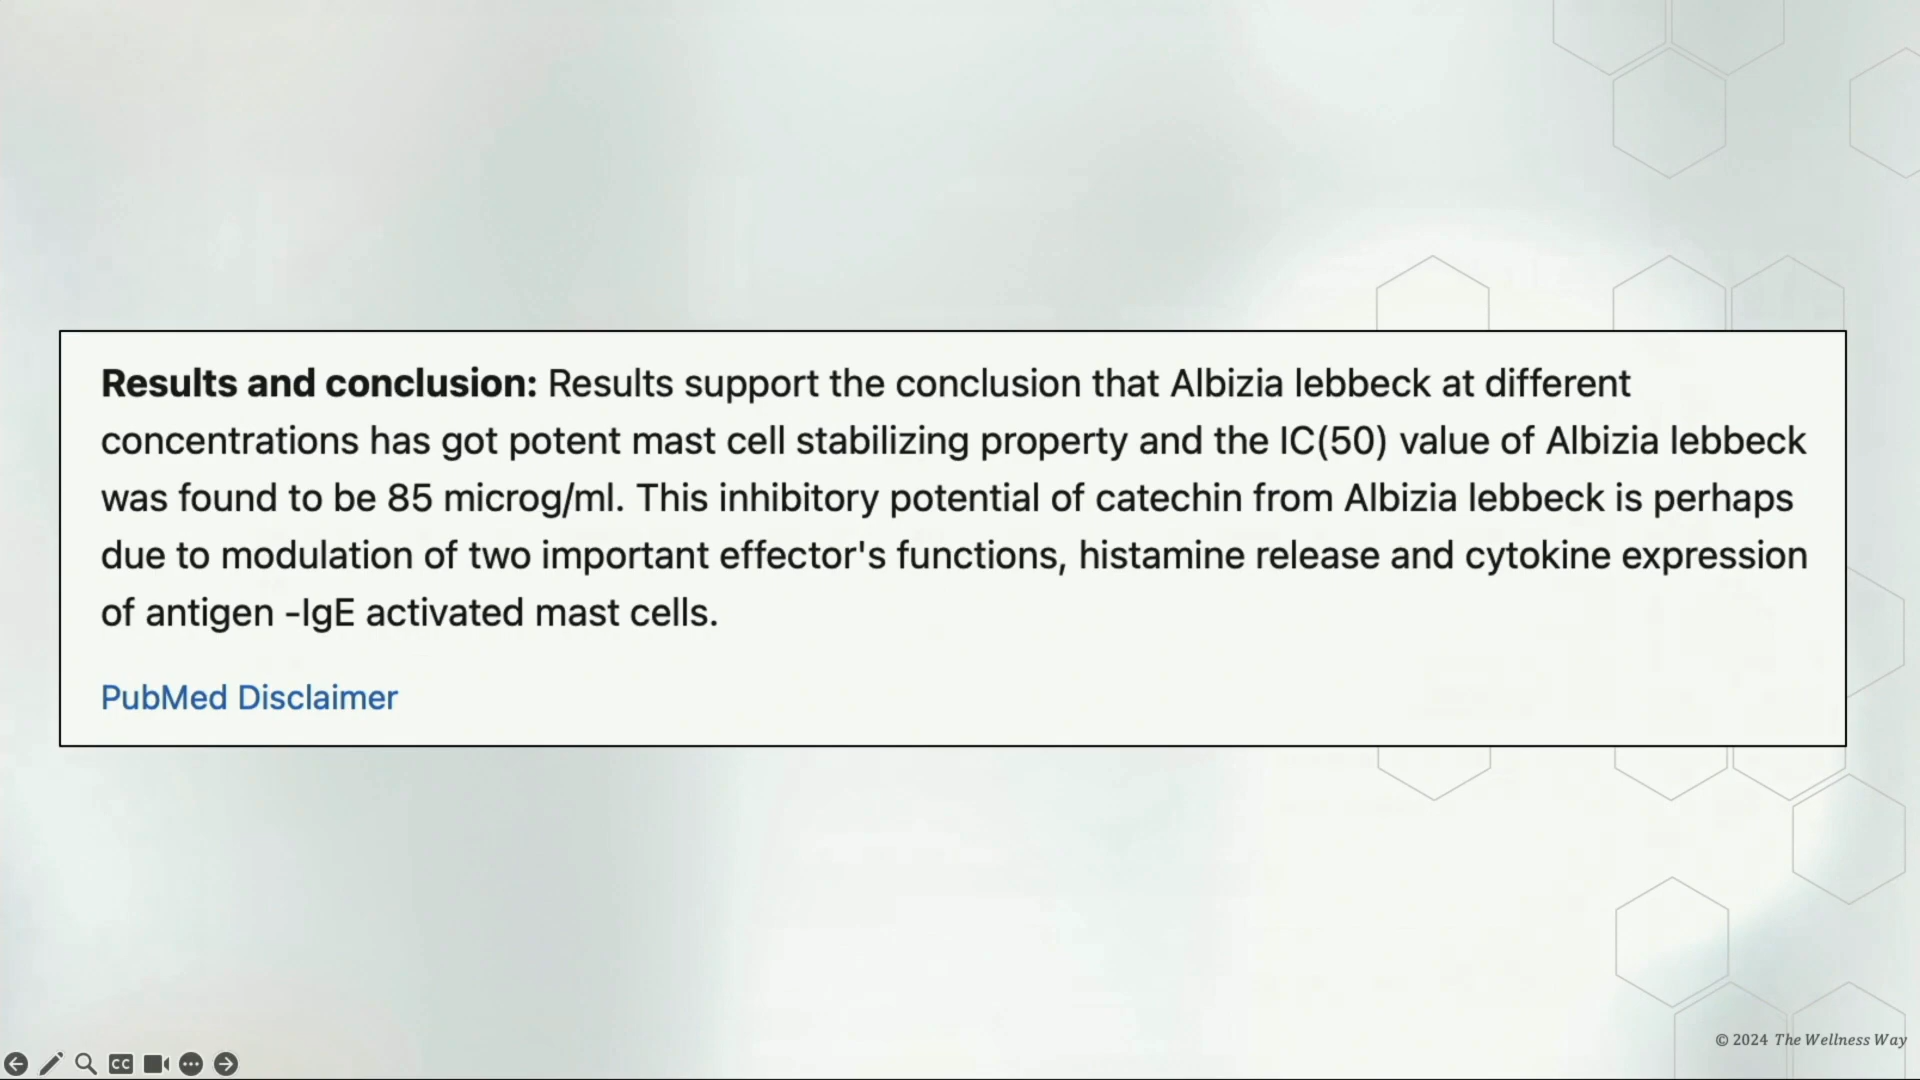 Results and conclusion: Results support the conclusion that Albizia lebbeck at different
concentrations has got potent mast cell stabilizing property and the IC(50) value of Albizia lebbeck
was found to be 85 microg/ml. This inhibitory potential of catechin from Albizia lebbeck is perhaps
due to modulation of two important effector's functions, histamine release and cytokine expression
of antigen -IgE activated mast cells.
PubMed Disclaimer
© 2024 The Wellness Way
CC